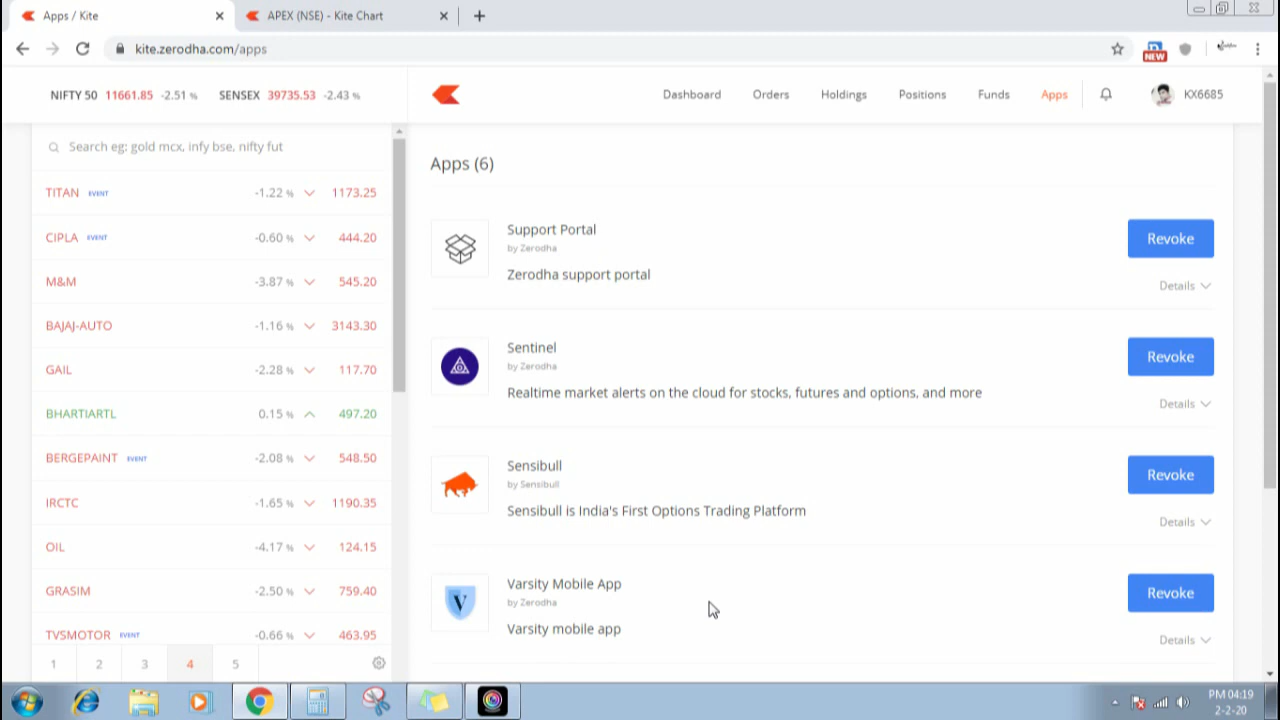 Apps / Kite
APEX (NSE) - Kite Chart
kite.zerodha.com/apps
NEW
NIFTY 50 11661.85 -2.51 %
SENSEX 39735.53 -2.43 %
Dashboard
Orders
Holdings
Positions
Funds
Apps
KX6685
Search eg: gold mcx, infy bse, nifty fut
TITAN EVENT -1.22 % 1173.25
CIPLA EVENT -0.60 % 444.20
M&M -3.87 % 545.20
BAJAJ-AUTO -1.16 % 3143.30
GAIL -2.28 % 117.70
BHARTIARTL 0.15 % 497.20
BERGEPAINT EVENT -2.08 % 548.50
IRCTC -1.65 % 1190.35
OIL -4.17 % 124.15
GRASIM -2.50 % 759.40
TVSMOTOR EVENT -0.66 % 463.95
1 2 3 4 5
Apps (6)
Support Portal
by Zerodha
Zerodha support portal
Revoke
Details
Sentinel
by Zerodha
Realtime market alerts on the cloud for stocks, futures and options, and more
Revoke
Details
Sensibull
by Sensibull
Sensibull is India's First Options Trading Platform
Revoke
Details
V
Varsity Mobile App
by Zerodha
Varsity mobile app
Revoke
Details
PM 04:19
2-2-20